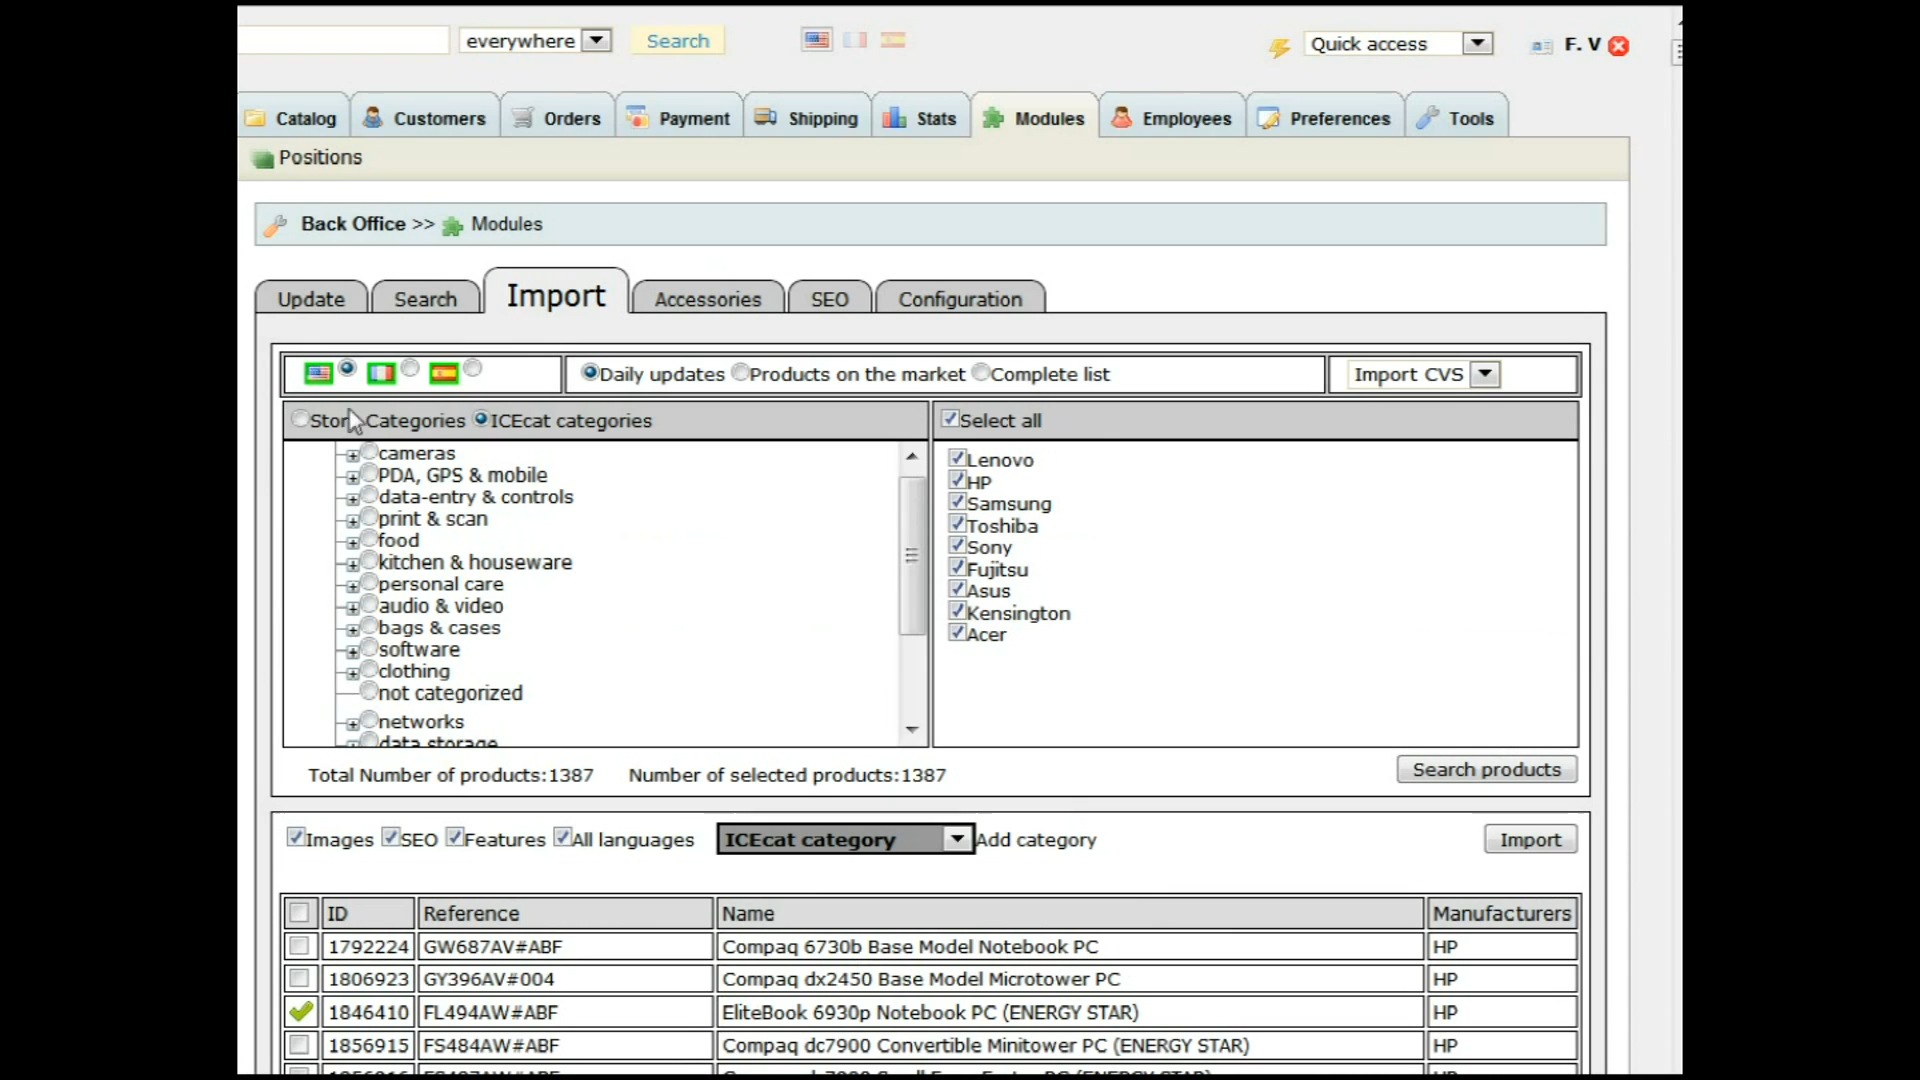 everywhere Search Quick access F. V
Catalog Customers Orders Payment Shipping Stats Modules Employees Preferences Tools
Positions
Back Office >> Modules
Update Search Import Accessories SEO Configuration
Daily updates Products on the market Complete list Import CVS
Categories ICEcat categories Select all
cameras
PDA, GPS & mobile
data-entry & controls
print & scan
food
kitchen & houseware
personal care
audio & video
bags & cases
software
clothing
not categorized
networks
data storage
Lenovo
HP
Samsung
Toshiba
Sony
Fujitsu
Asus
Kensington
Acer
Total Number of products:1387 Number of selected products:1387 Search products
Images SEO Features All languages ICEcat category Add category Import
ID Reference Name Manufacturers
1792224 GW687AV#ABF Compaq 6730b Base Model Notebook PC HP
1806923 GY396AV#004 Compaq dx2450 Base Model Microtower PC HP
1846410 FL494AW#ABF EliteBook 6930p Notebook PC (ENERGY STAR) HP
1856915 FS484AW#ABF Compaq dc7900 Convertible Minitower PC (ENERGY STAR) HP